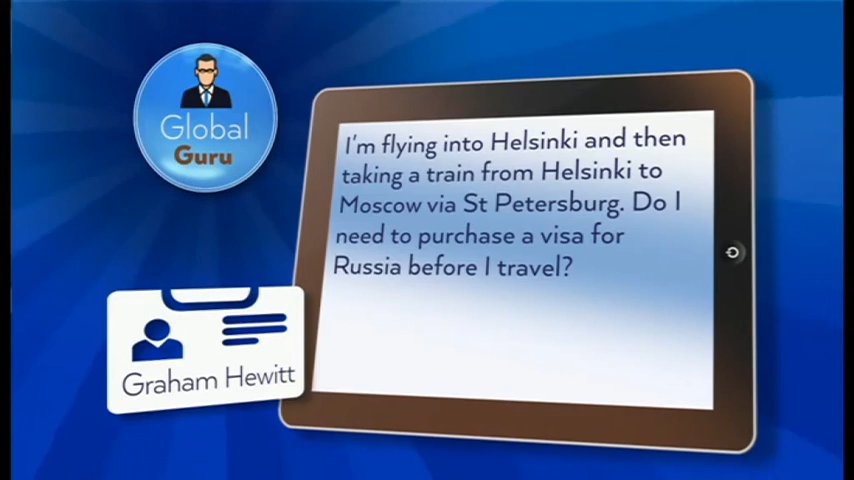 Global
Guru
I'm flying into Helsinki and then
taking a train from Helsinki to
Moscow via St Petersburg. Do I
need to purchase a visa for
Russia before I travel?
Graham Hewitt